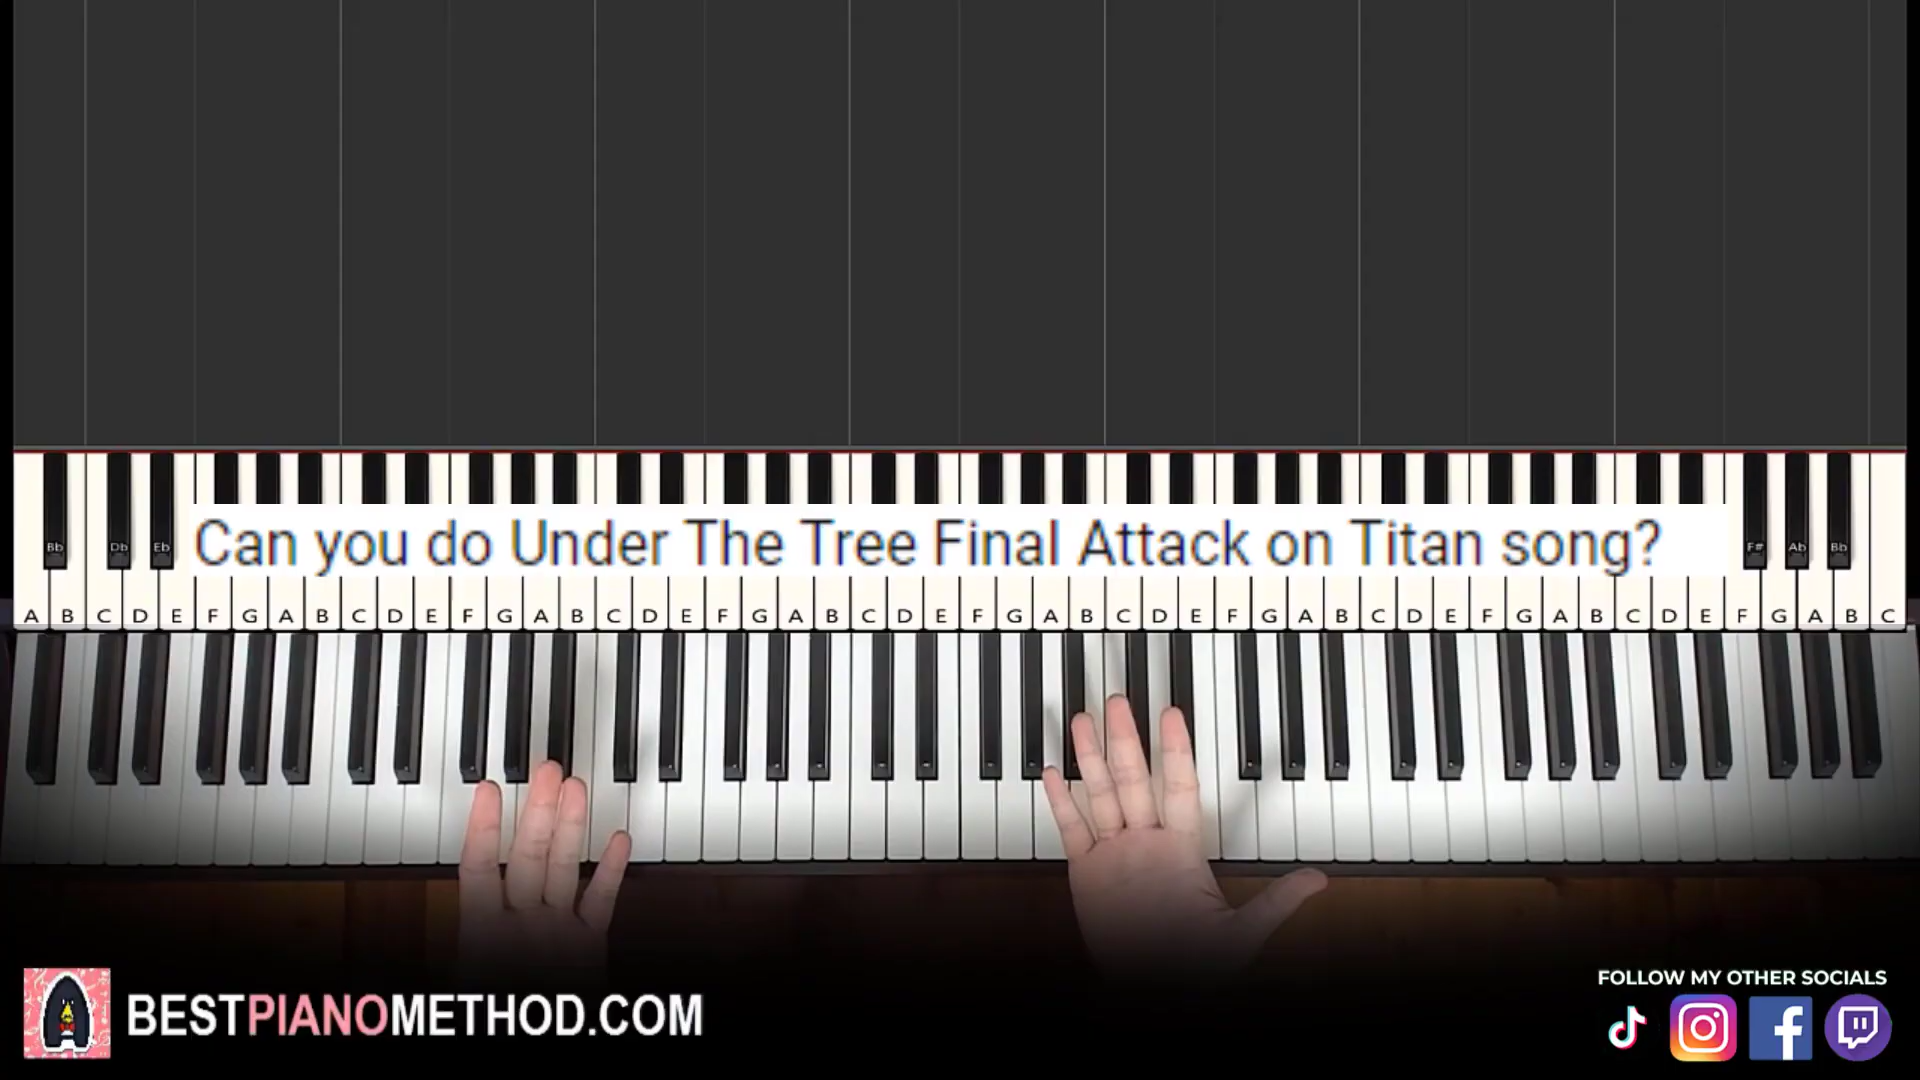 Bb Db Eb F# Ab Bb
Can you do Under The Tree Final Attack on Titan song?
A B C D E F G A B C D E F G A B C D E F G A B C D E F G A B C D E F G A B C D E F G A B C D E F G A B C
BESTPIANOMETHOD.COM
FOLLOW MY OTHER SOCIALS